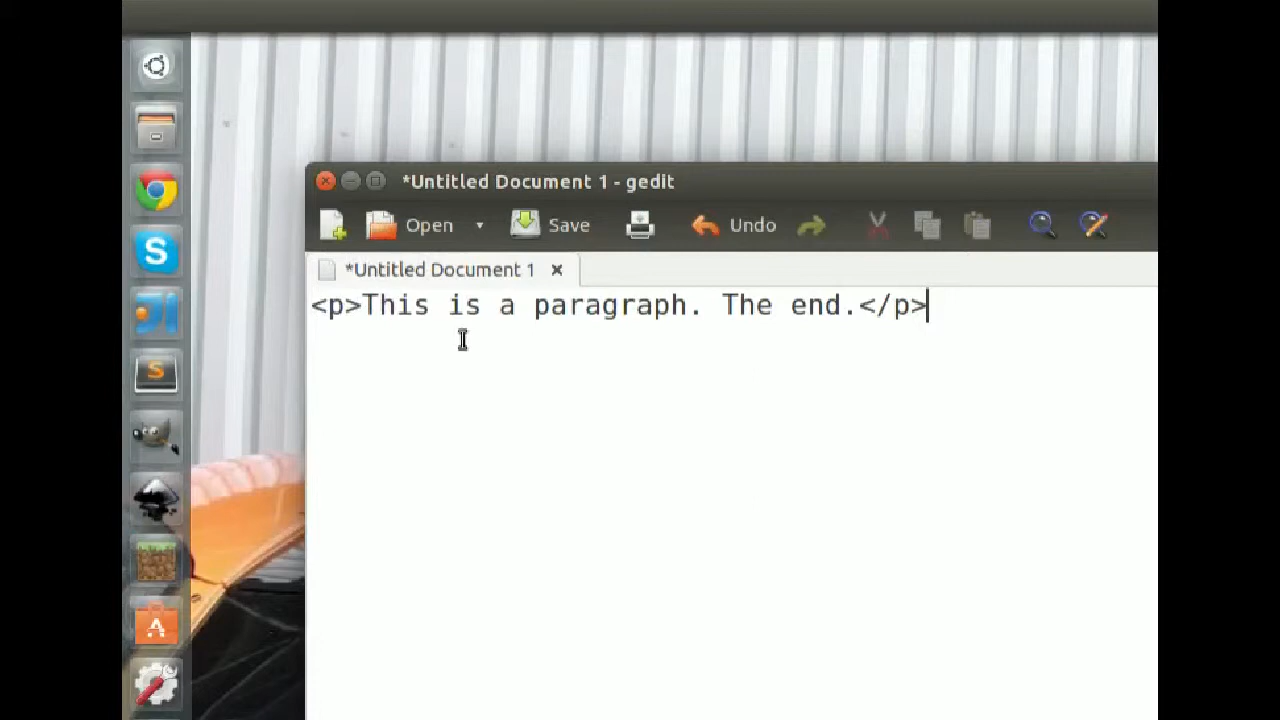 *Untitled Document 1 - gedit
Open Save Undo
*Untitled Document 1
<p>This is a paragraph. The end.</p>